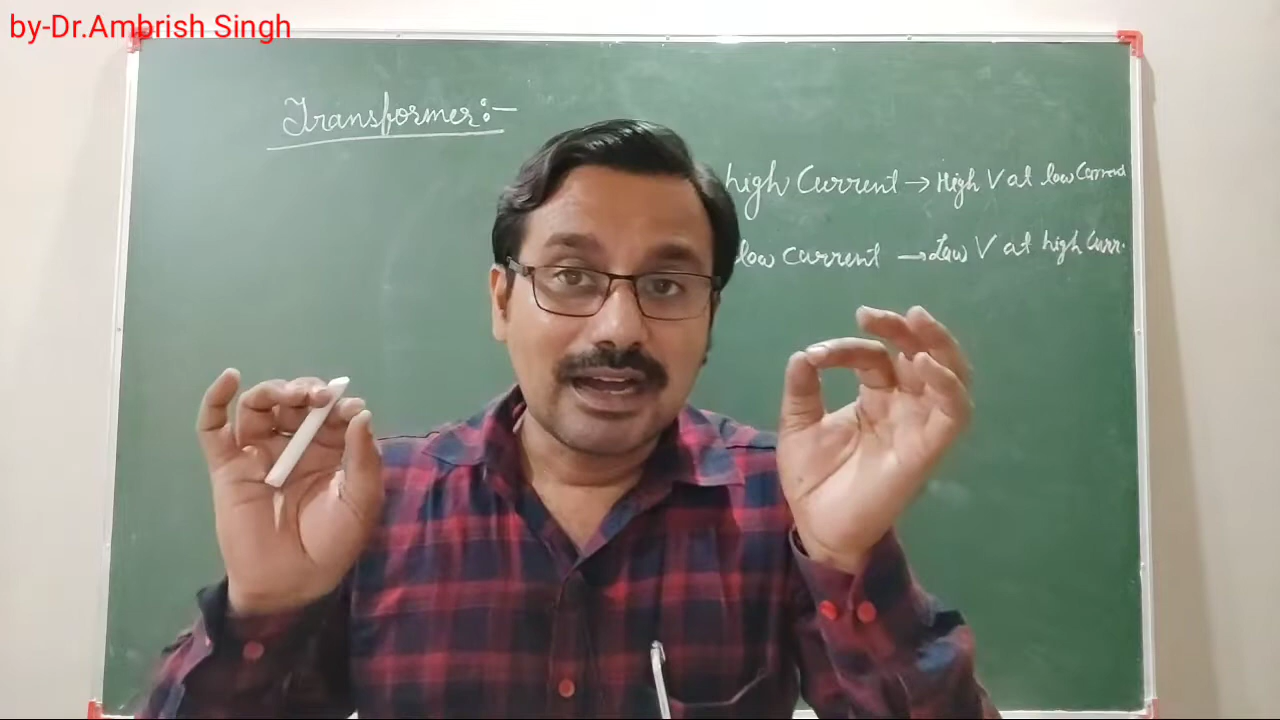 by-Dr.Ambrish Singh
Transformer:-
high Current → High V at low Current
low current → Low V at high Curr.